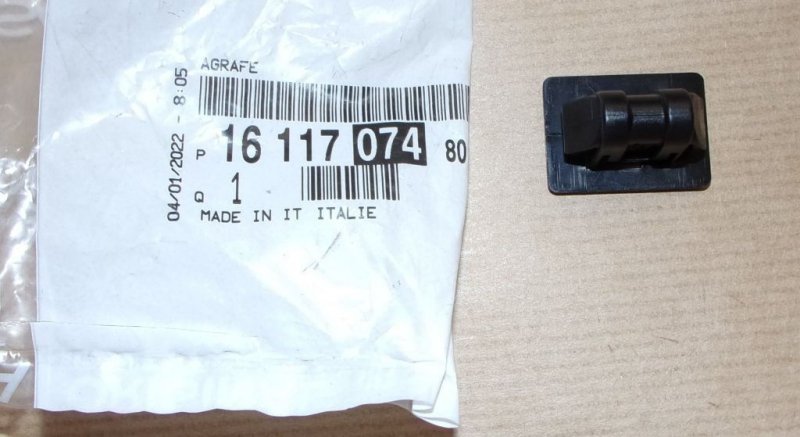 AGRAFE
P 16 117 074 80
Q 1
MADE IN IT ITALIE
04/01/2022 - 8:05